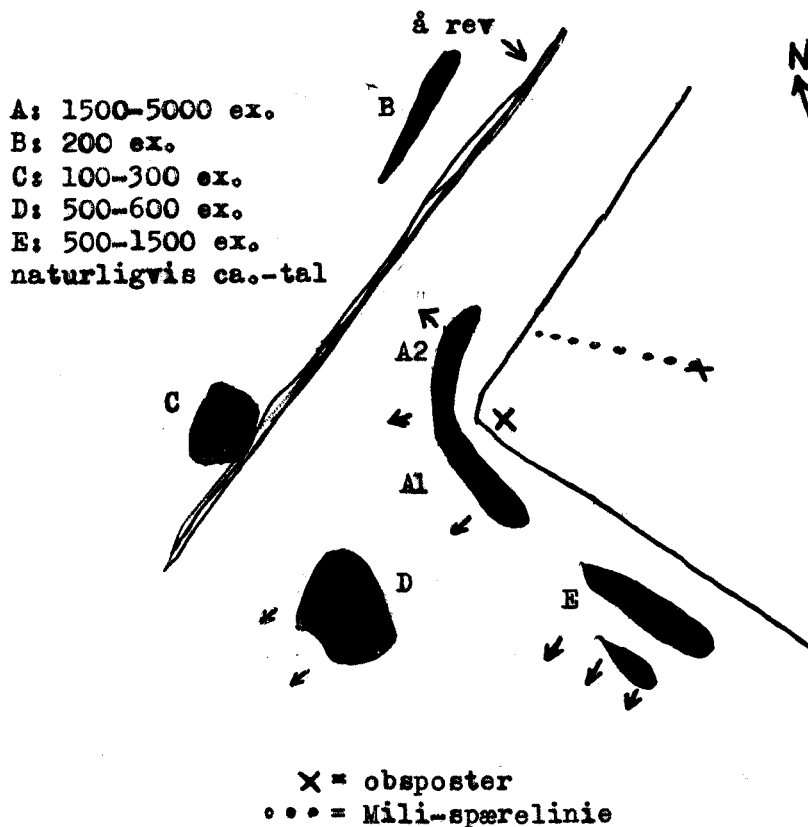 å rev
N
B
A: 1500-5000 ex.
B: 200 ex.
C: 100-300 ex.
D: 500-600 ex.
E: 500-1500 ex.
naturligvis ca.-tal
A2
C
A1
D
E
X = obsposter
•••• = Mili-spærelinie